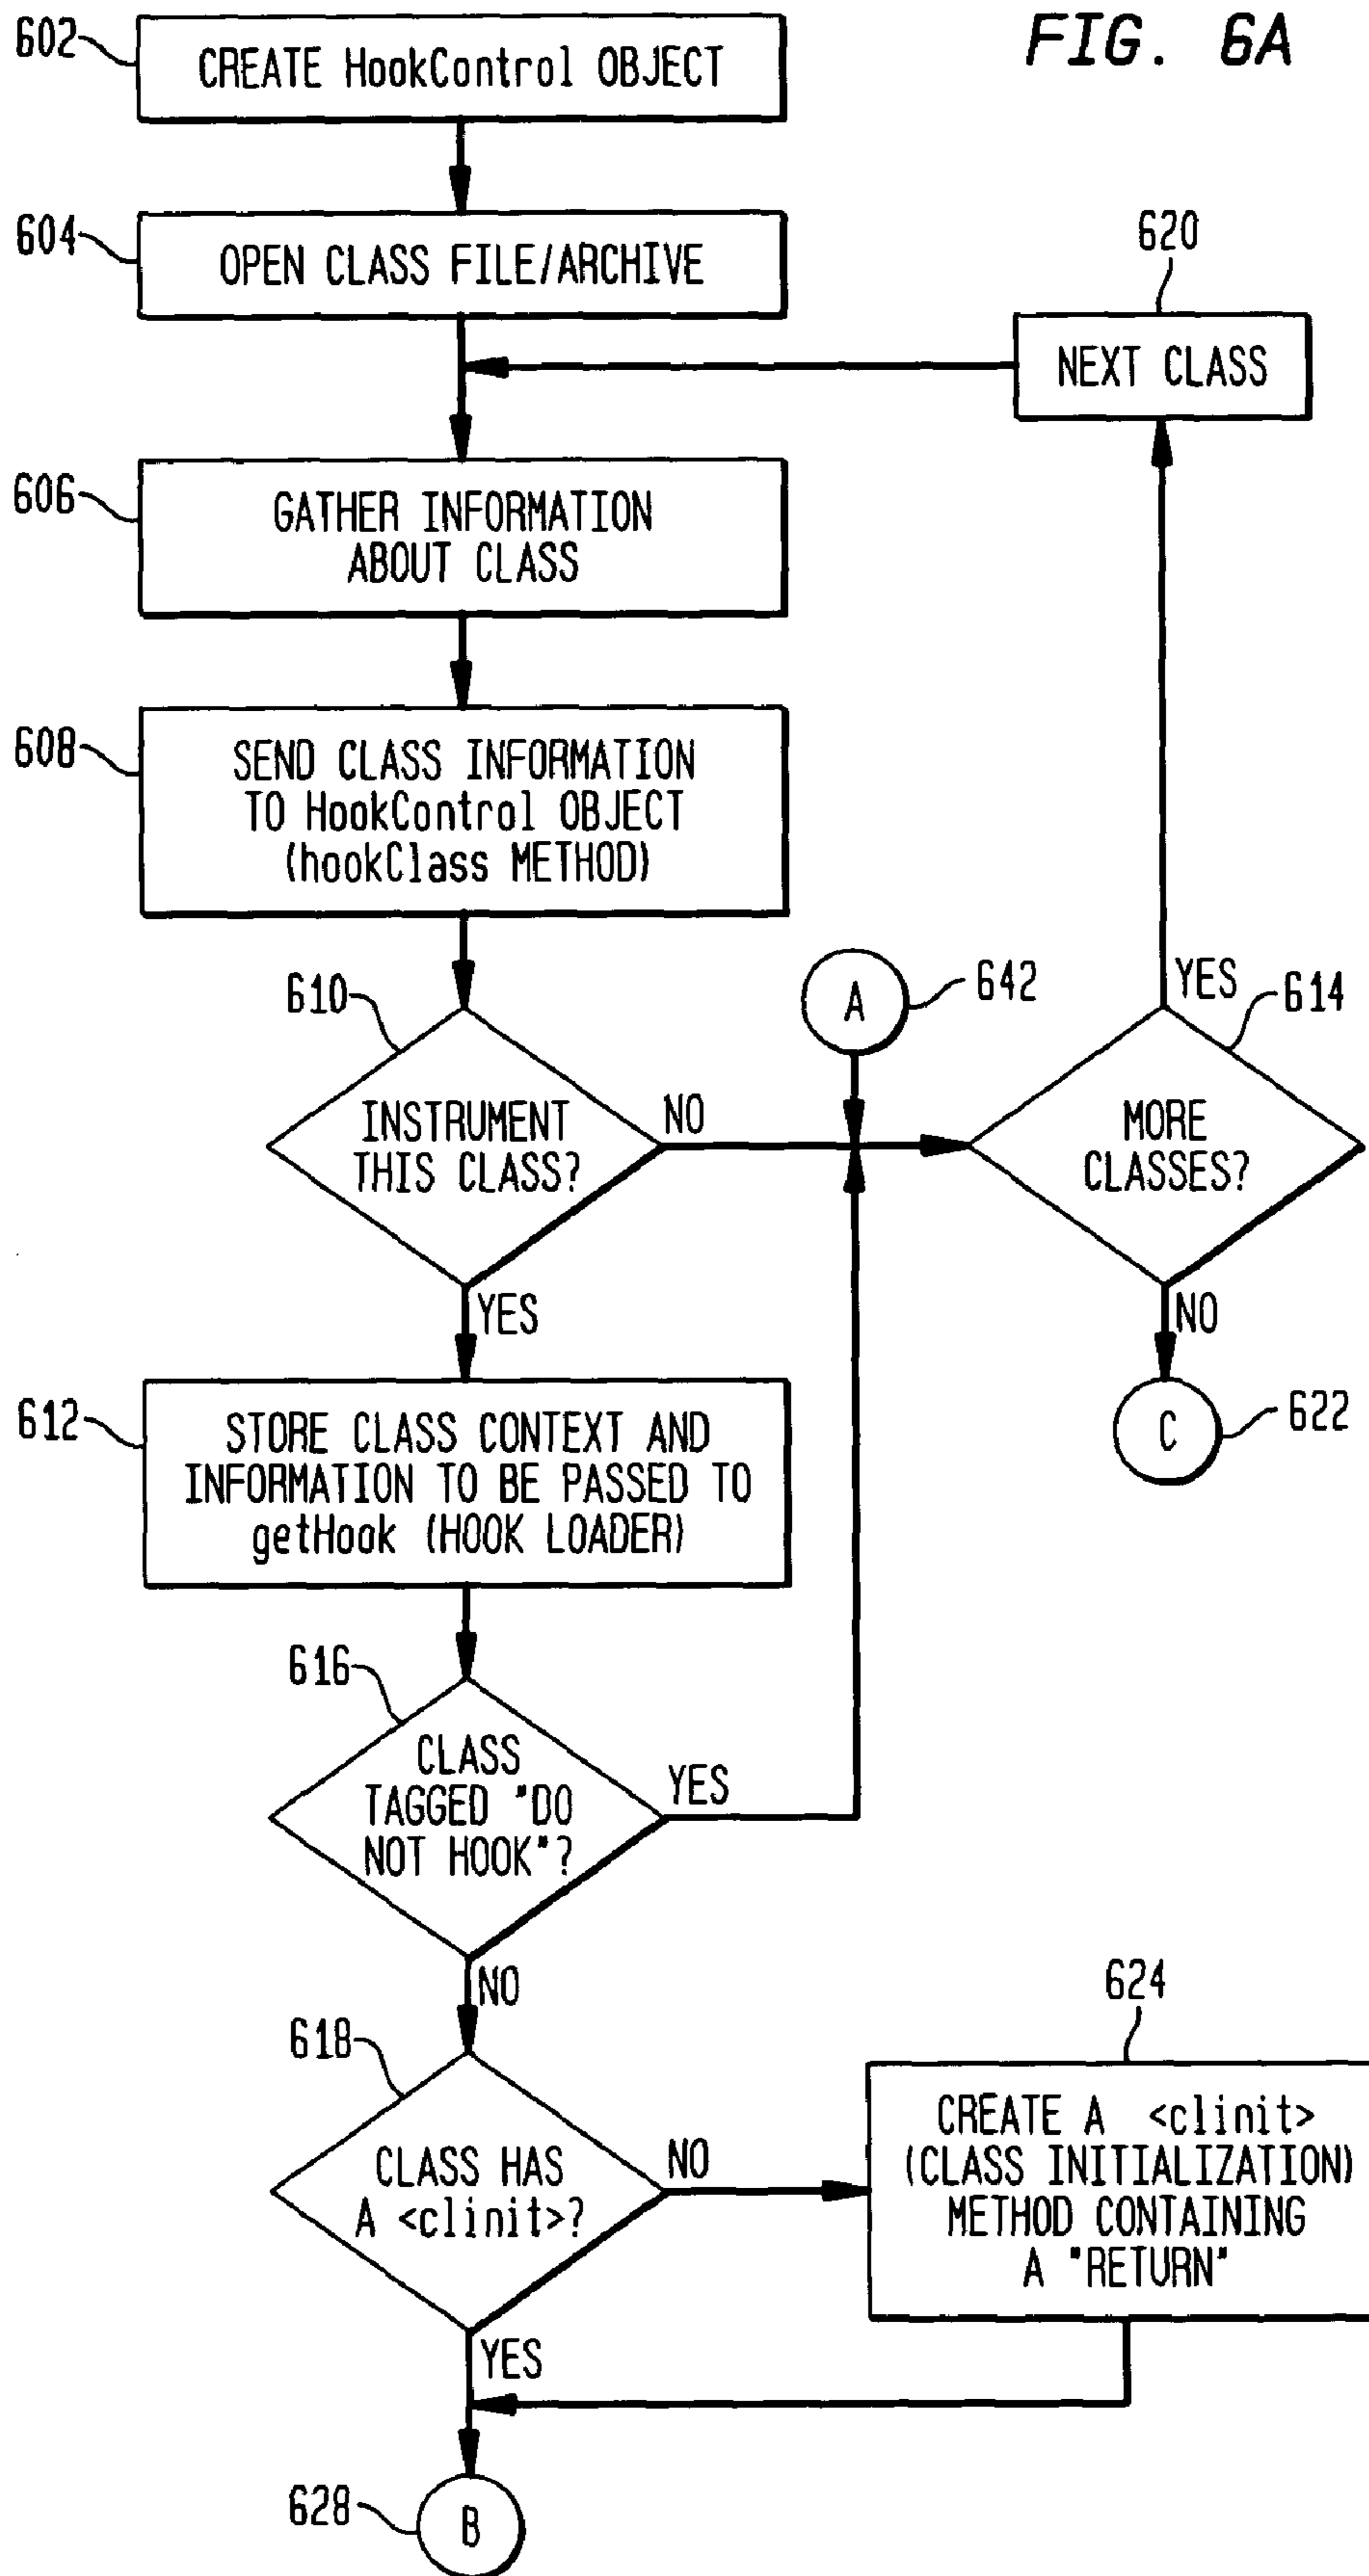 FIG. 6A
602
CREATE HookControl OBJECT
604
OPEN CLASS FILE/ARCHIVE
620
NEXT CLASS
606
GATHER INFORMATION
ABOUT CLASS
608
SEND CLASS INFORMATION
TO HookControl OBJECT
(hookClass METHOD)
610
INSTRUMENT
THIS CLASS?
NO
YES
A
642
614
MORE
CLASSES?
YES
NO
C
622
612
STORE CLASS CONTEXT AND
INFORMATION TO BE PASSED TO
getHook (HOOK LOADER)
616
CLASS
TAGGED "DO
NOT HOOK"?
YES
NO
618
CLASS HAS
A <clinit>?
NO
YES
624
CREATE A <clinit>
(CLASS INITIALIZATION)
METHOD CONTAINING
A "RETURN"
628
B